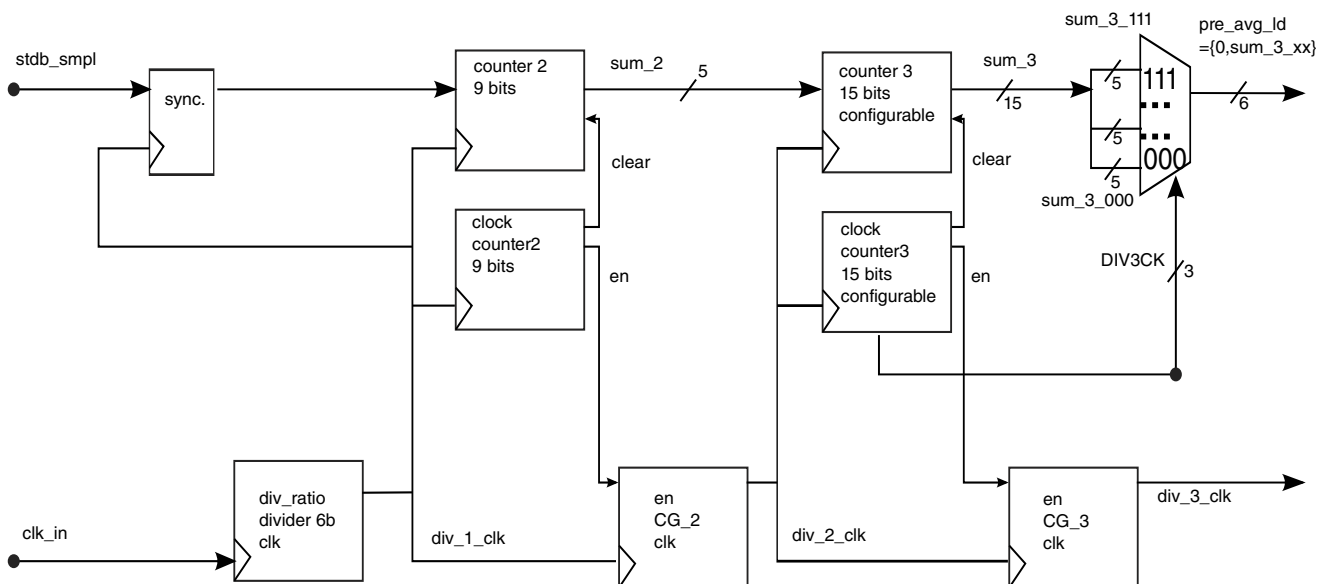 sum_3_111
pre_avg_ld
={0,sum_3_xx}
stdb_smpl
sync.
counter 2
9 bits
sum_2
5
counter 3
15 bits
configurable
sum_3
15
5
5
5
111
...
...
000
6
sum_3_000
clear
clear
clock
counter2
9 bits
en
clock
counter3
15 bits
configurable
en
DIV3CK
3
clk_in
div_ratio
divider 6b
clk
div_1_clk
en
CG_2
clk
div_2_clk
en
CG_3
clk
div_3_clk